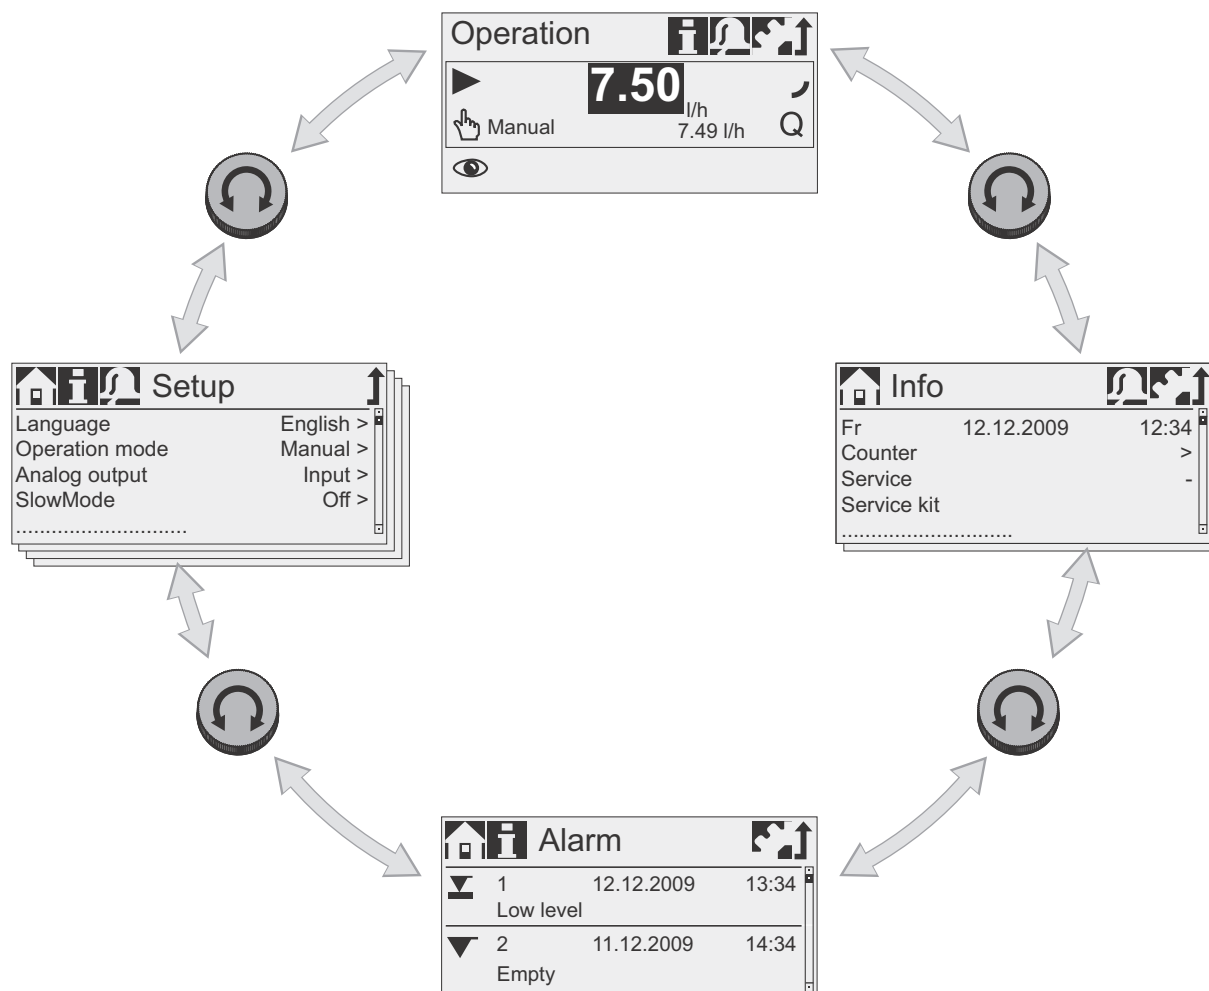 Operation
7.50
l/h
Manual 7.49 l/h Q
Setup
Language English >
Operation mode Manual >
Analog output Input >
SlowMode Off >
.............................
Info
Fr 12.12.2009 12:34
Counter >
Service -
Service kit
.............................
Alarm
1 12.12.2009 13:34
Low level
2 11.12.2009 14:34
Empty